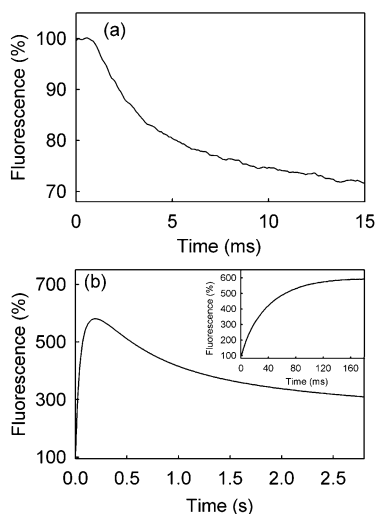 (a)
Fluorescence (%)
100
90
80
70
0 5 10 15
Time (ms)
(b)
Fluorescence (%)
700
500
300
100
0.0 0.5 1.0 1.5 2.0 2.5
Time (s)
Fluorescence (%)
600
500
400
300
200
100
0 40 80 120 160
Time (ms)